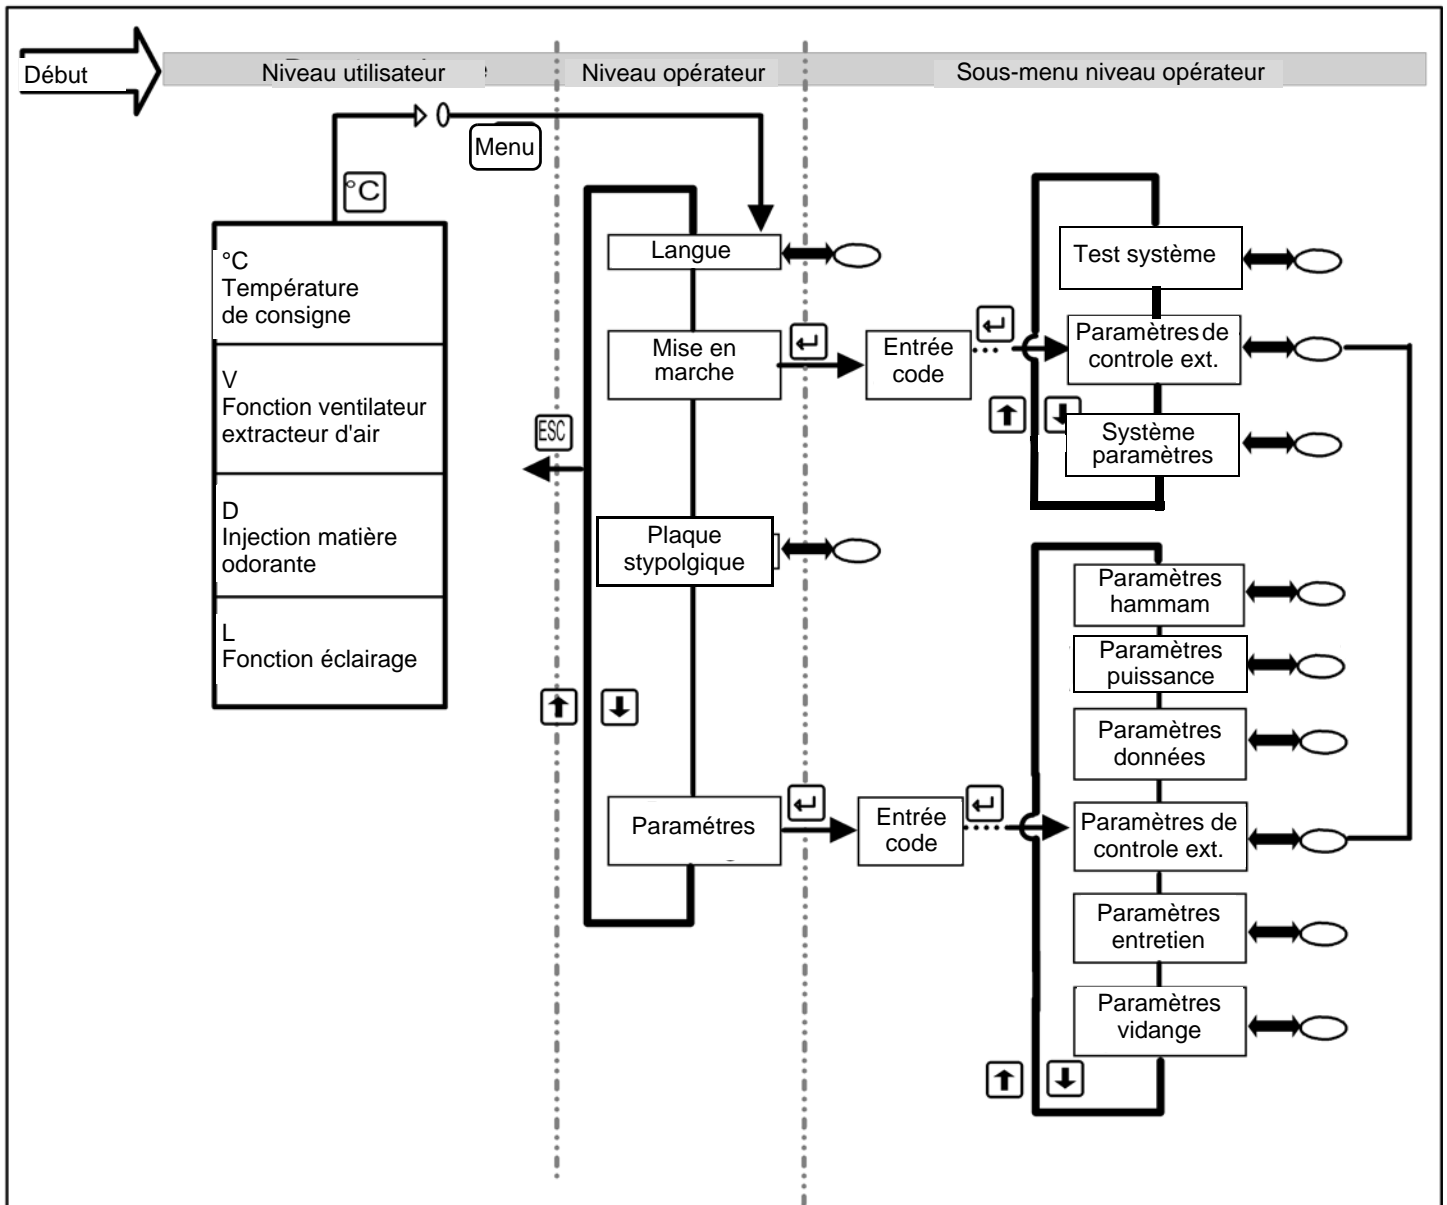 Début
Niveau utilisateur
Niveau opérateur
Sous-menu niveau opérateur
Menu
°C
°C
Température
de consigne
V
Fonction ventilateur
extracteur d'air
D
Injection matière
odorante
L
Fonction éclairage
ESC
Langue
Mise en
marche
Plaque
stypolgique
Paramétres
Entrée
code
Test système
Paramètres de
controle ext.
Système
paramètres
Entrée
code
Paramètres
hammam
Paramètres
puissance
Paramètres
données
Paramètres de
controle ext.
Paramètres
entretien
Paramètres
vidange